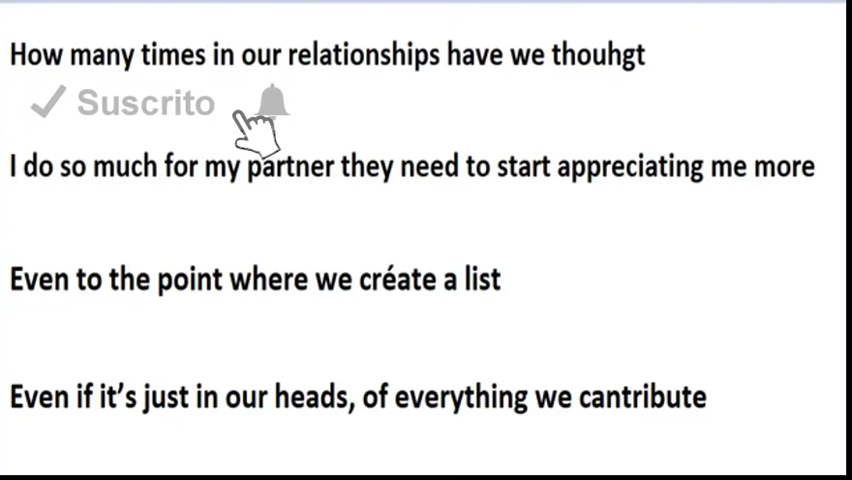 How many times in our relationships have we thouhgt
Suscrito
I do so much for my partner they need to start appreciating me more
Even to the point where we créate a list
Even if it’s just in our heads, of everything we cantribute